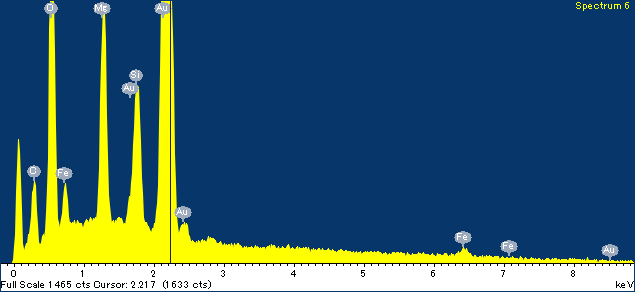 Spectrum 6
O Mg Au
Si
Au
O Fe
Au
Fe Fe Au
0 1 2 3 4 5 6 7 8
Full Scale 1465 cts Cursor: 2.217 (1633 cts) keV